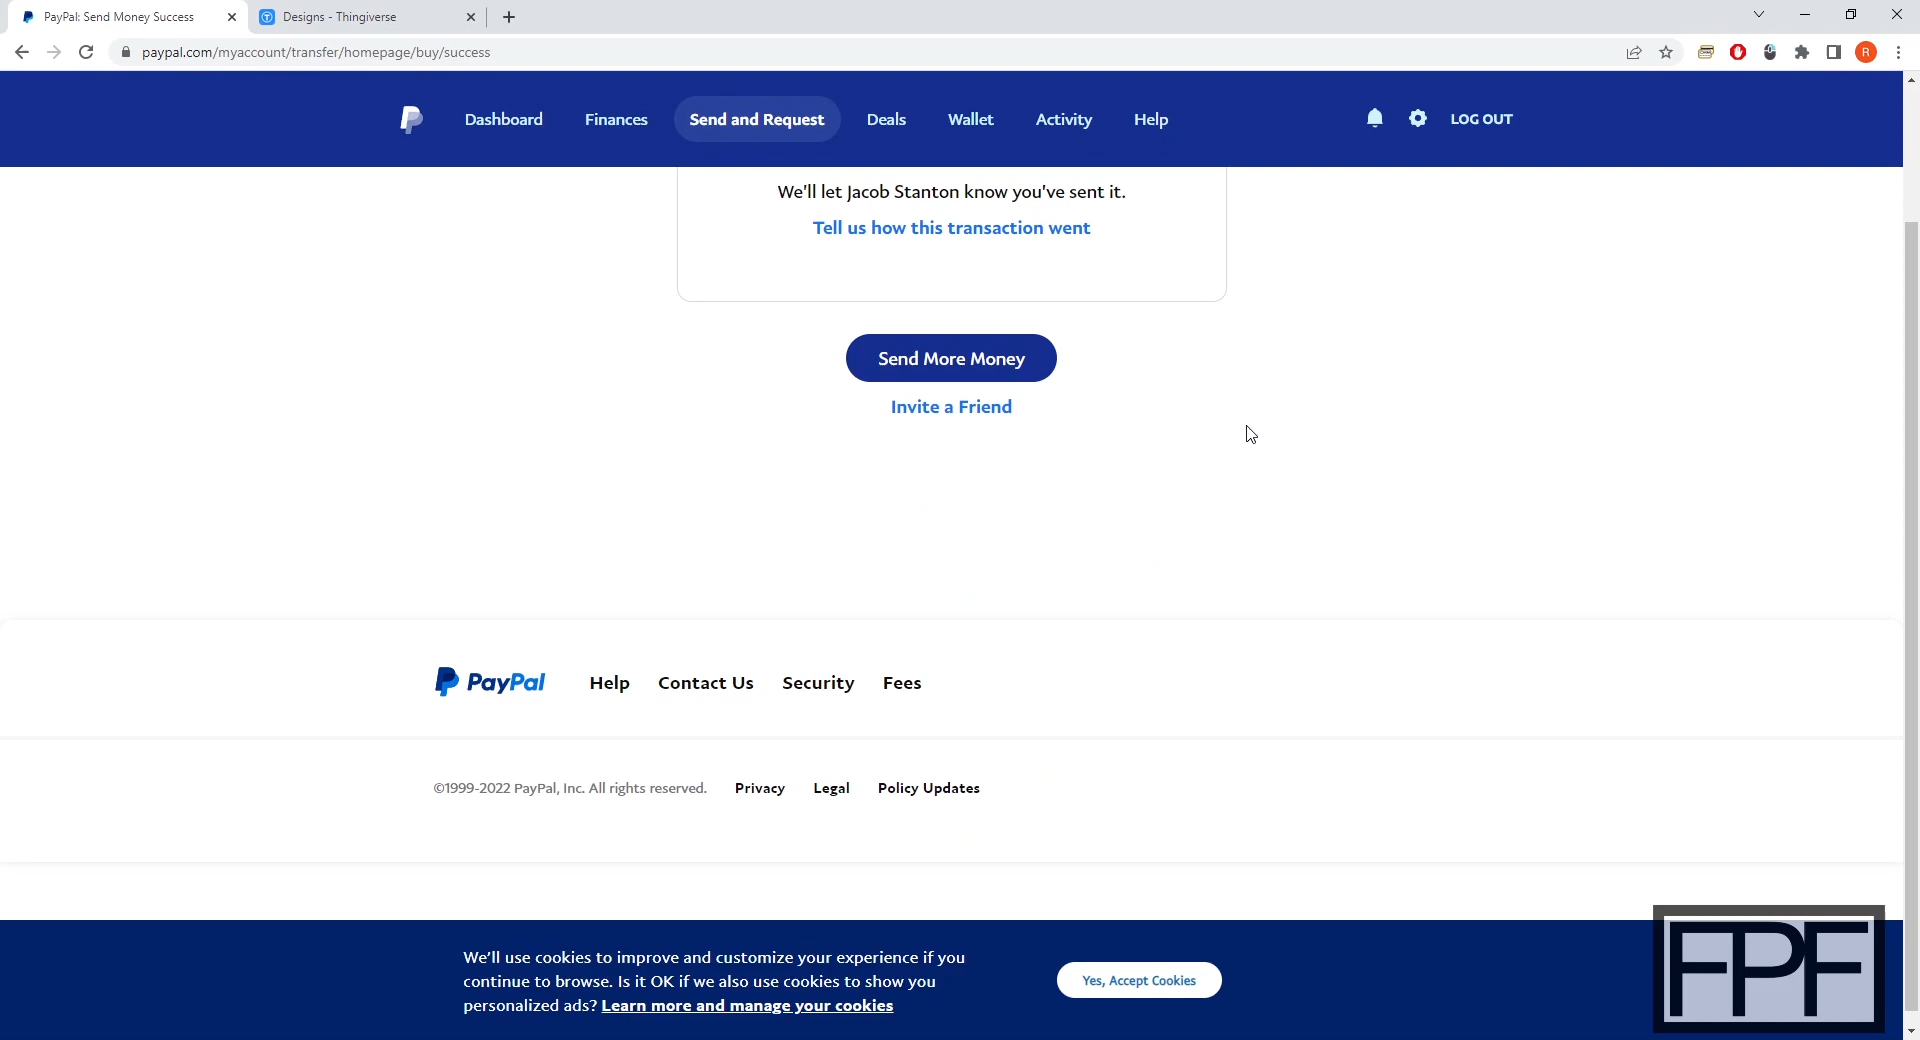 PayPal: Send Money Success
Designs - Thingiverse
paypal.com/myaccount/transfer/homepage/buy/success
R
Dashboard
Finances
Send and Request
Deals
Wallet
Activity
Help
LOG OUT
We'll let Jacob Stanton know you've sent it.
Tell us how this transaction went
Send More Money
Invite a Friend
PayPal
Help
Contact Us
Security
Fees
©1999-2022 PayPal, Inc. All rights reserved.
Privacy
Legal
Policy Updates
We'll use cookies to improve and customize your experience if you
continue to browse. Is it OK if we also use cookies to show you
personalized ads? Learn more and manage your cookies
Yes, Accept Cookies
FPF